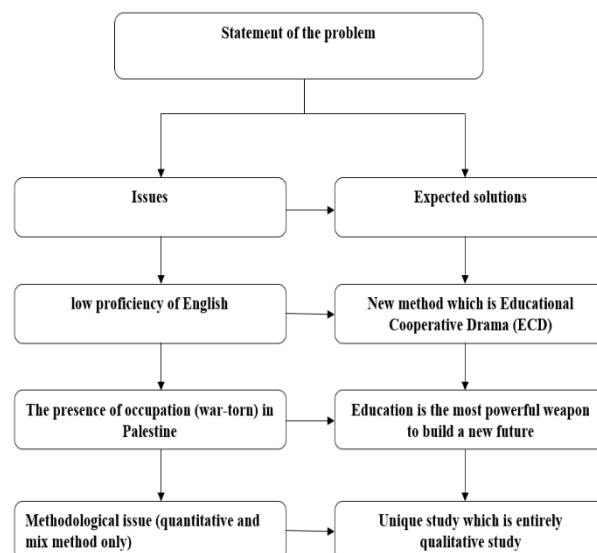 Statement of the problem
Issues
Expected solutions
low proficiency of English
New method which is Educational
Cooperative Drama (ECD)
The presence of occupation (war-torn) in
Palestine
Education is the most powerful weapon
to build a new future
Methodological issue (quantitative and
mix method only)
Unique study which is entirely
qualitative study